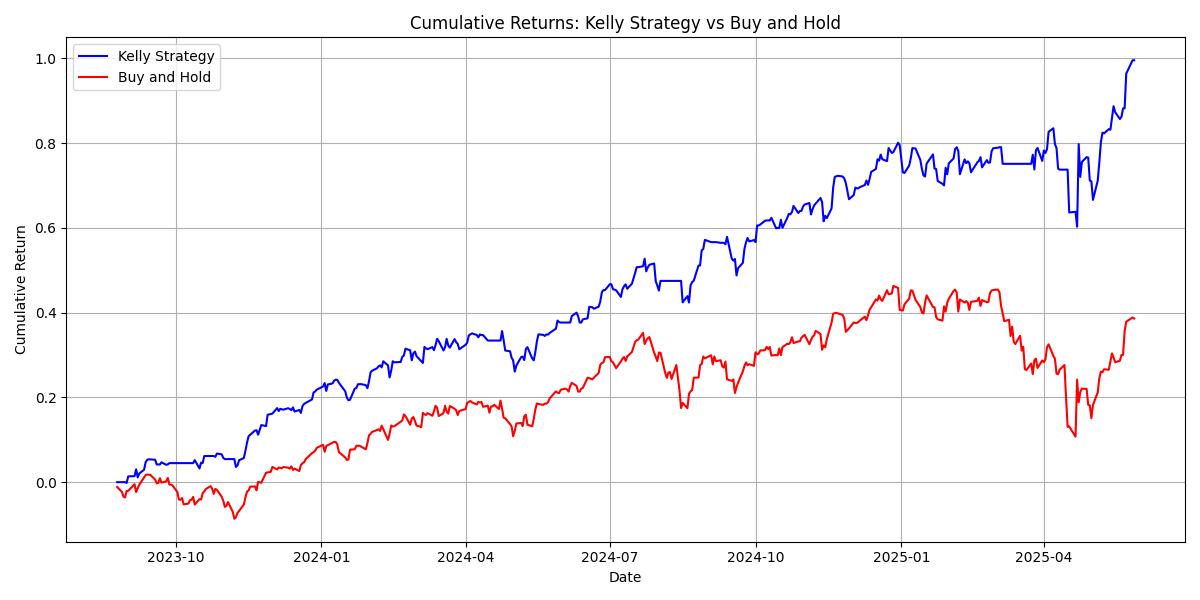 Cumulative Returns: Kelly Strategy vs Buy and Hold
Kelly Strategy
Buy and Hold
Cumulative Return
1.0
0.8
0.6
0.4
0.2
0.0
2023-10
2024-01
2024-04
2024-07
2024-10
2025-01
2025-04
Date